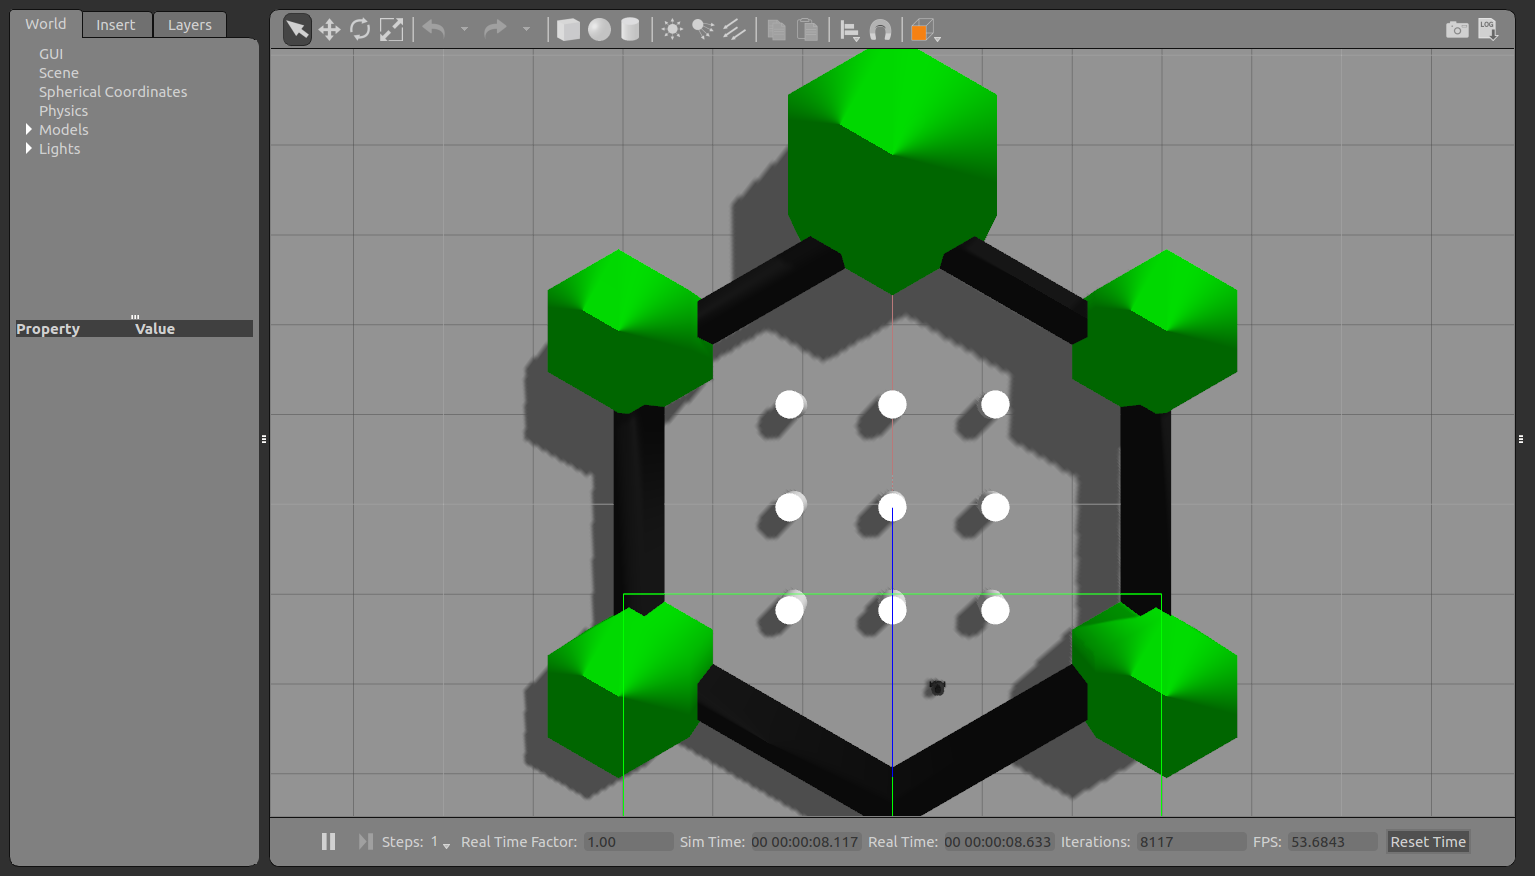 World Insert Layers
GUI
Scene
Spherical Coordinates
Physics
Models
Lights
Property Value
LOG
Steps: 1 Real Time Factor: 1.00 Sim Time: 00 00:00:08.117 Real Time: 00 00:00:08.633 Iterations: 8117 FPS: 53.6843 Reset Time